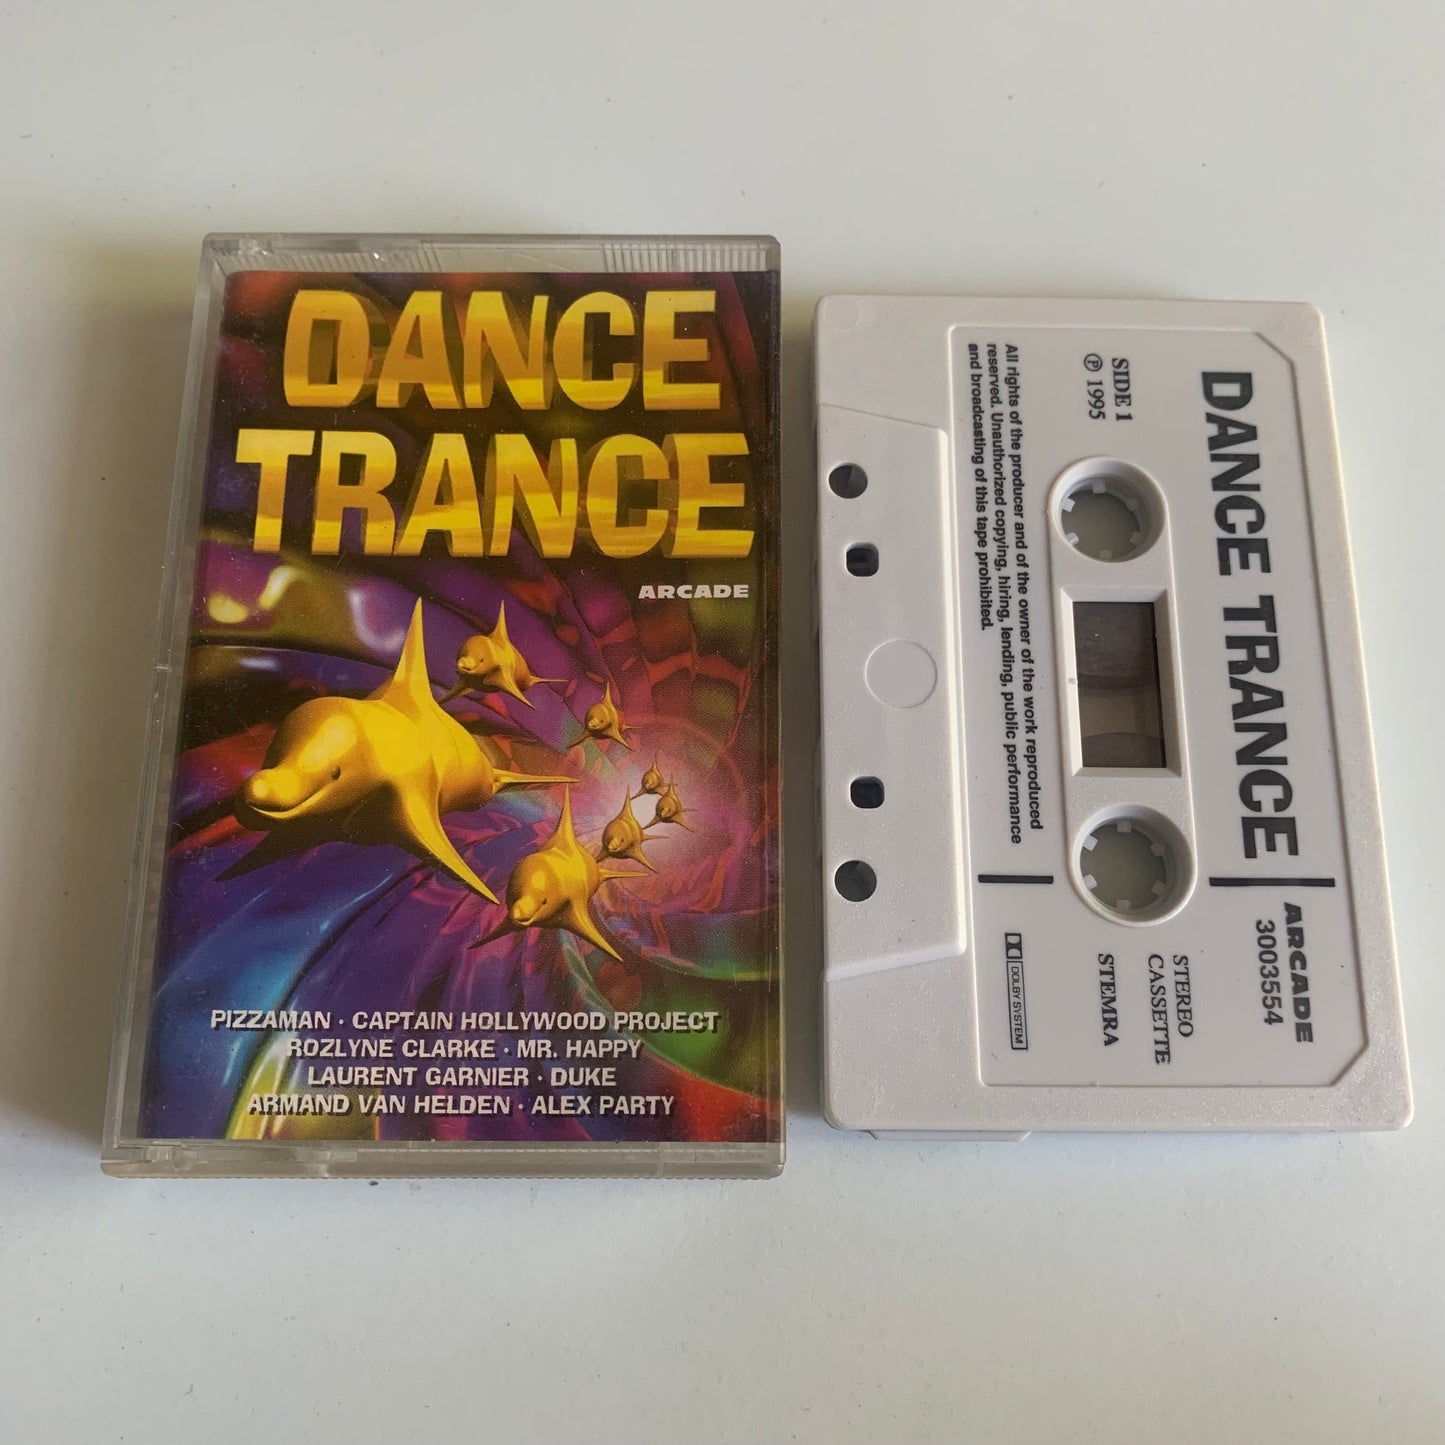 DANCE
TRANCE
ARCADE
PIZZAMAN · CAPTAIN HOLLYWOOD PROJECT
ROZLYNE CLARKE · MR. HAPPY
LAURENT GARNIER · DUKE
ARMAND VAN HELDEN · ALEX PARTY
DANCE TRANCE
ARCADE
3003554
SIDE 1
℗ 1995
STEREO
CASSETTE
STEMRA
All rights of the producer and of the owner of the work reproduced
reserved. Unauthorized copying, hiring, lending, public performance
and broadcasting of this tape prohibited.
DOLBY SYSTEM